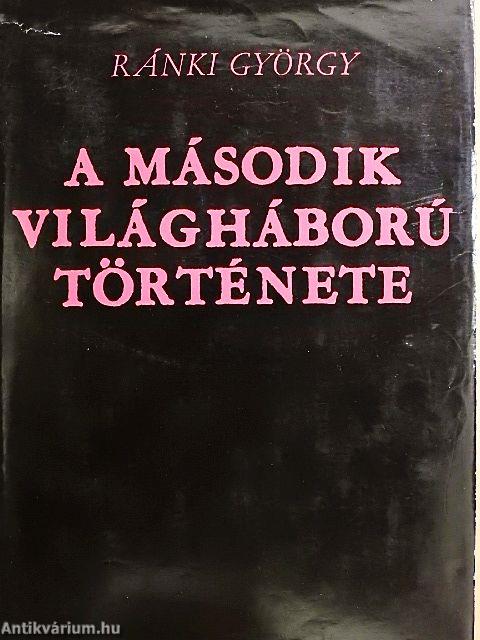 RÁNKI GYÖRGY
A MÁSODIK
VILÁGHÁBORÚ
TÖRTÉNETE
Antikvárium.hu